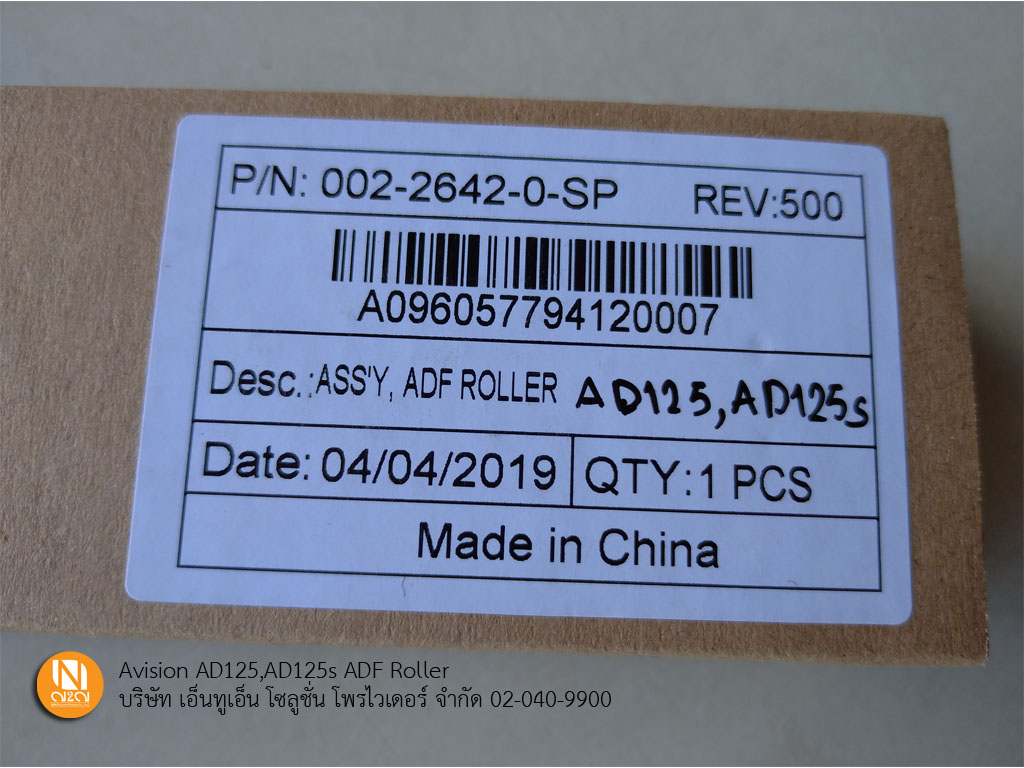 P/N: 002-2642-0-SP REV:500
A096057794120007
Desc.:ASS'Y, ADF ROLLER AD125,AD125s
Date: 04/04/2019 QTY:1 PCS
Made in China
N
Avision AD125,AD125s ADF Roller
บริษัท เอ็นทูเอ็น โซลูชั่น โพรไวเดอร์ จำกัด 02-040-9900